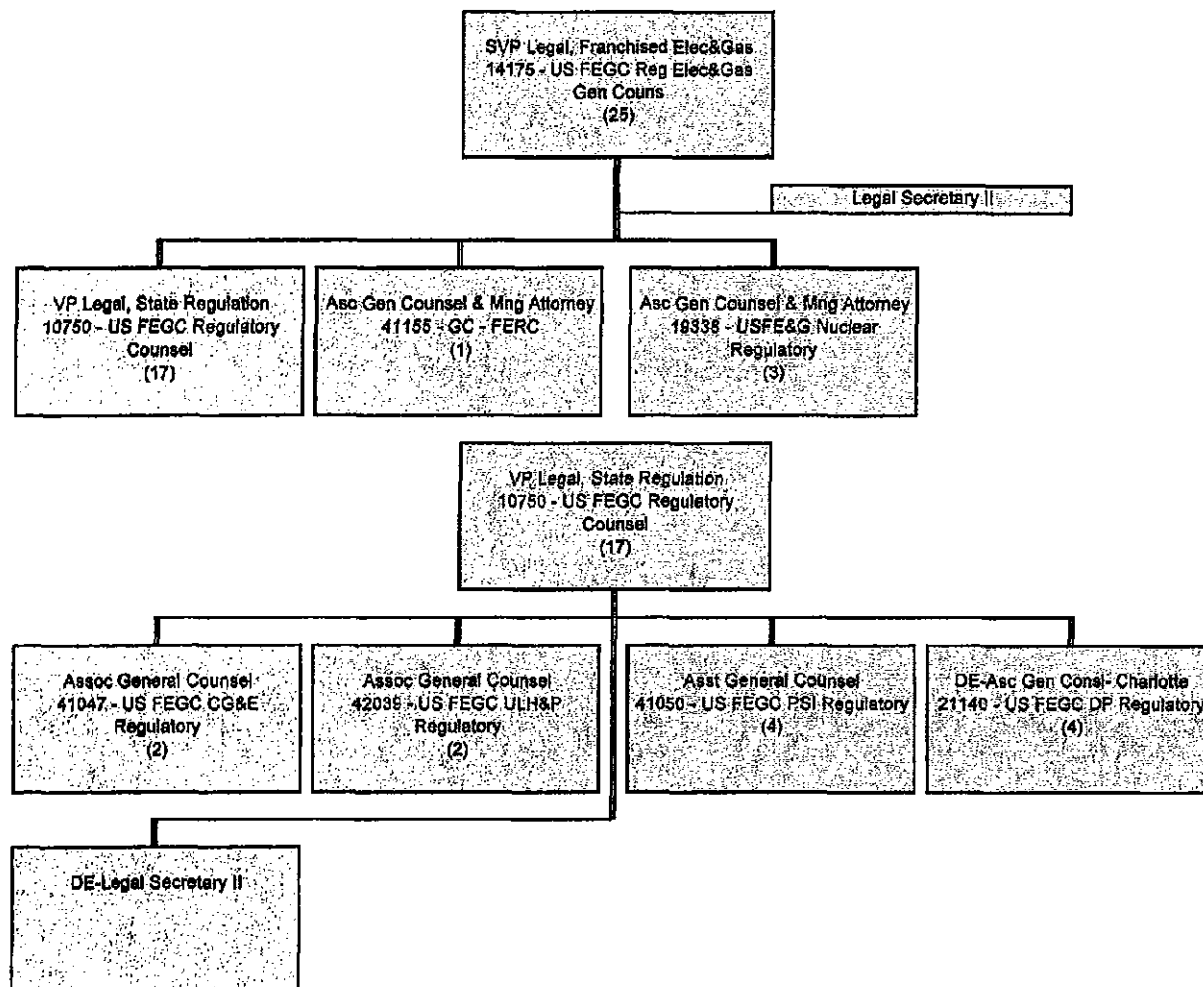 SVP Legal, Franchised Elec&Gas
14175 - US FEGC Reg Elec&Gas
Gen Couns
(25)
Legal Secretary II
VP Legal, State Regulation
10750 - US FEGC Regulatory
Counsel
(17)
Asc Gen Counsel & Mng Attorney
41155 - GC - FERC
(1)
Asc Gen Counsel & Mng Attorney
19338 - USFE&G Nuclear
Regulatory
(3)
VP Legal, State Regulation
10750 - US FEGC Regulatory
Counsel
(17)
Assoc General Counsel
41047 - US FEGC CG&E
Regulatory
(2)
Assoc General Counsel
42039 - US FEGC ULH&P
Regulatory
(2)
Asst General Counsel
41050 - US FEGC PSI Regulatory
(4)
DE-Asc Gen Consl- Charlotte
21140 - US FEGC DP Regulatory
(4)
DE-Legal Secretary II